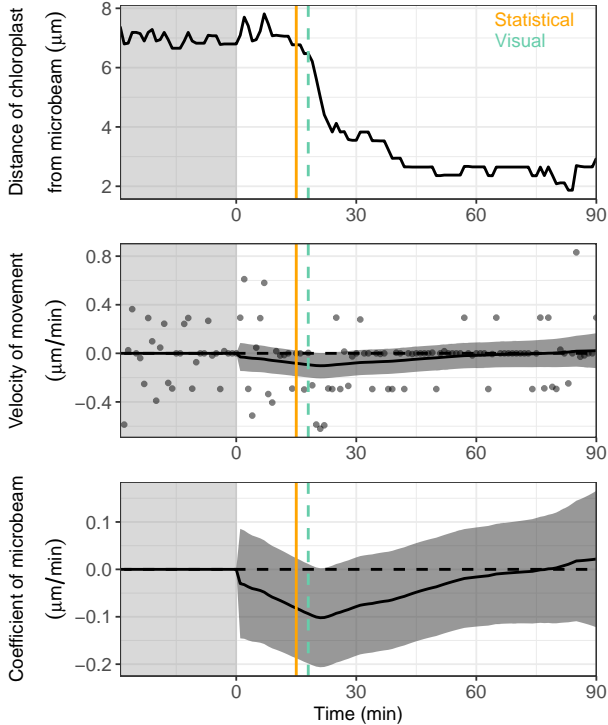 Distance of chloroplast
from microbeam (μm)
8
6
4
2
Statistical
Visual
0
30
60
90
Velocity of movement
(μm/min)
0.8
0.4
0.0
−0.4
0
30
60
90
Coefficient of microbeam
(μm/min)
0.1
0.0
−0.1
−0.2
0
30
60
90
Time (min)